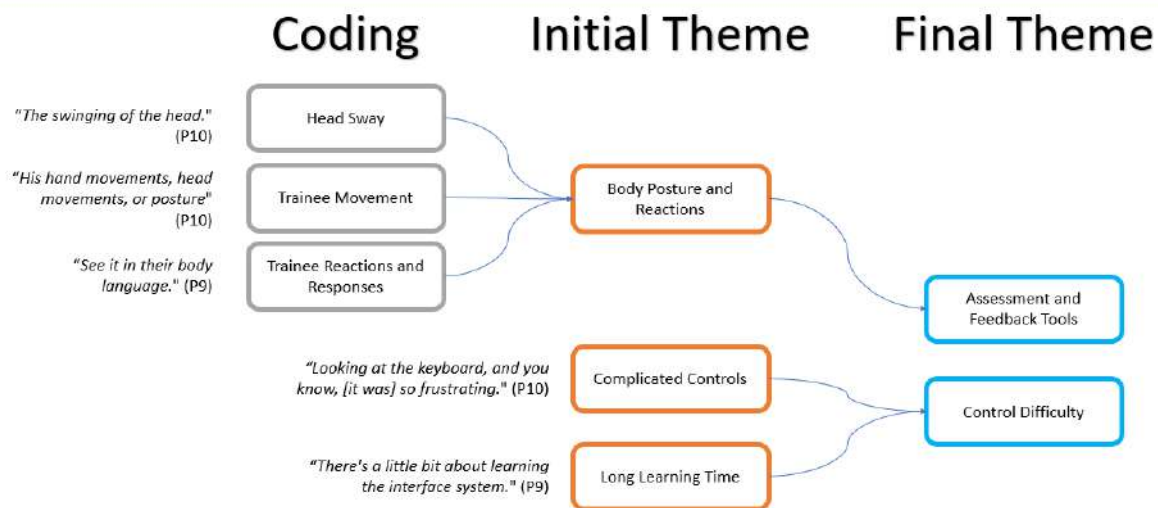 Coding Initial Theme Final Theme
"The swinging of the head."
(P10)
Head Sway
"His hand movements, head
movements, or posture"
(P10)
Trainee Movement
Body Posture and
Reactions
"See it in their body
language." (P9)
Trainee Reactions and
Responses
Assessment and
Feedback Tools
"Looking at the keyboard, and you
know, [it was] so frustrating." (P10)
Complicated Controls
Control Difficulty
"There's a little bit about learning
the interface system." (P9)
Long Learning Time